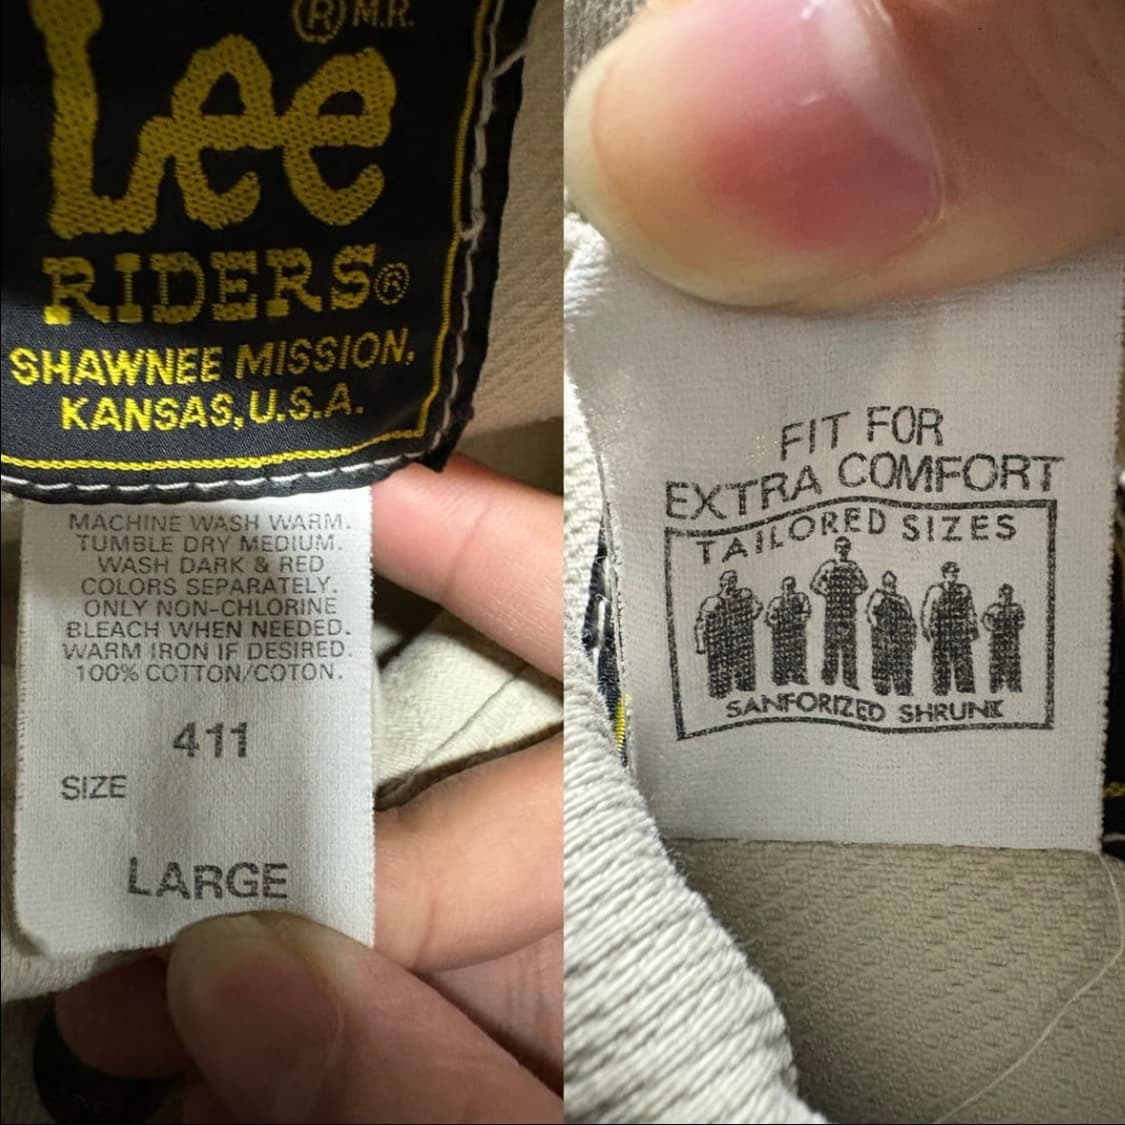 ® M.R.
Lee
RIDERS®
SHAWNEE MISSION,
KANSAS, U.S.A.
MACHINE WASH WARM.
TUMBLE DRY MEDIUM.
WASH DARK & RED
COLORS SEPARATELY.
ONLY NON-CHLORINE
BLEACH WHEN NEEDED.
WARM IRON IF DESIRED.
100% COTTON/COTON.
411
SIZE
LARGE
FIT FOR
EXTRA COMFORT
TAILORED SIZES
SANFORIZED SHRUNK